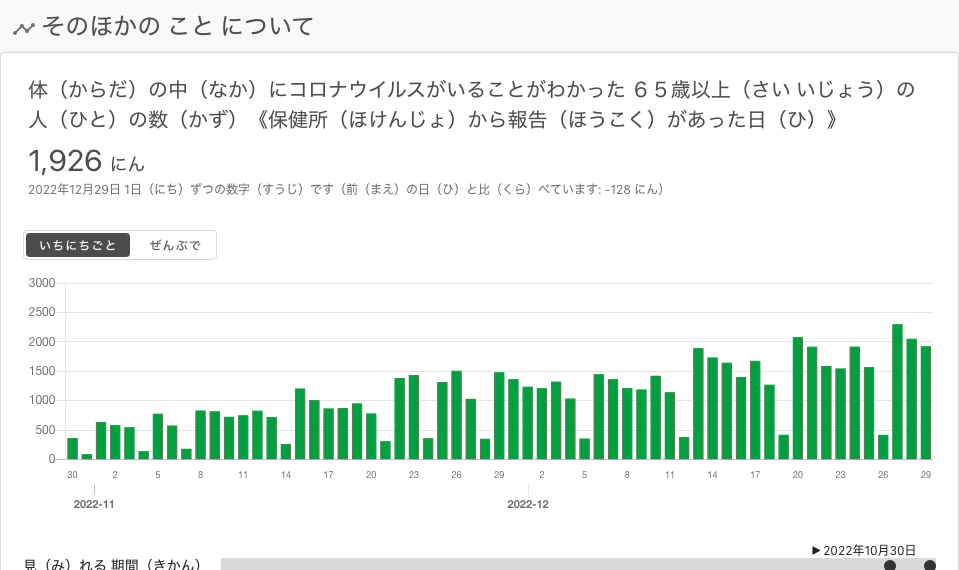 そのほかの こと について
体（からだ）の中（なか）にコロナウイルスがいることがわかった ６５歳以上（さい いじょう）の
人（ひと）の数（かず）《保健所（ほけんじょ）から報告（ほうこく）があった日（ひ）》
1,926 にん
2022年12月29日 1日（にち）ずつの数字（すうじ）です（前（まえ）の日（ひ）と比（くら）べています: -128 にん）
いちにちごと ぜんぶで
3000
2500
2000
1500
1000
500
0
30 2 5 8 11 14 17 20 23 26 29 2 5 8 11 14 17 20 23 26 29
2022-11 2022-12
▶ 2022年10月30日
見（み）れる 期間（きかん）